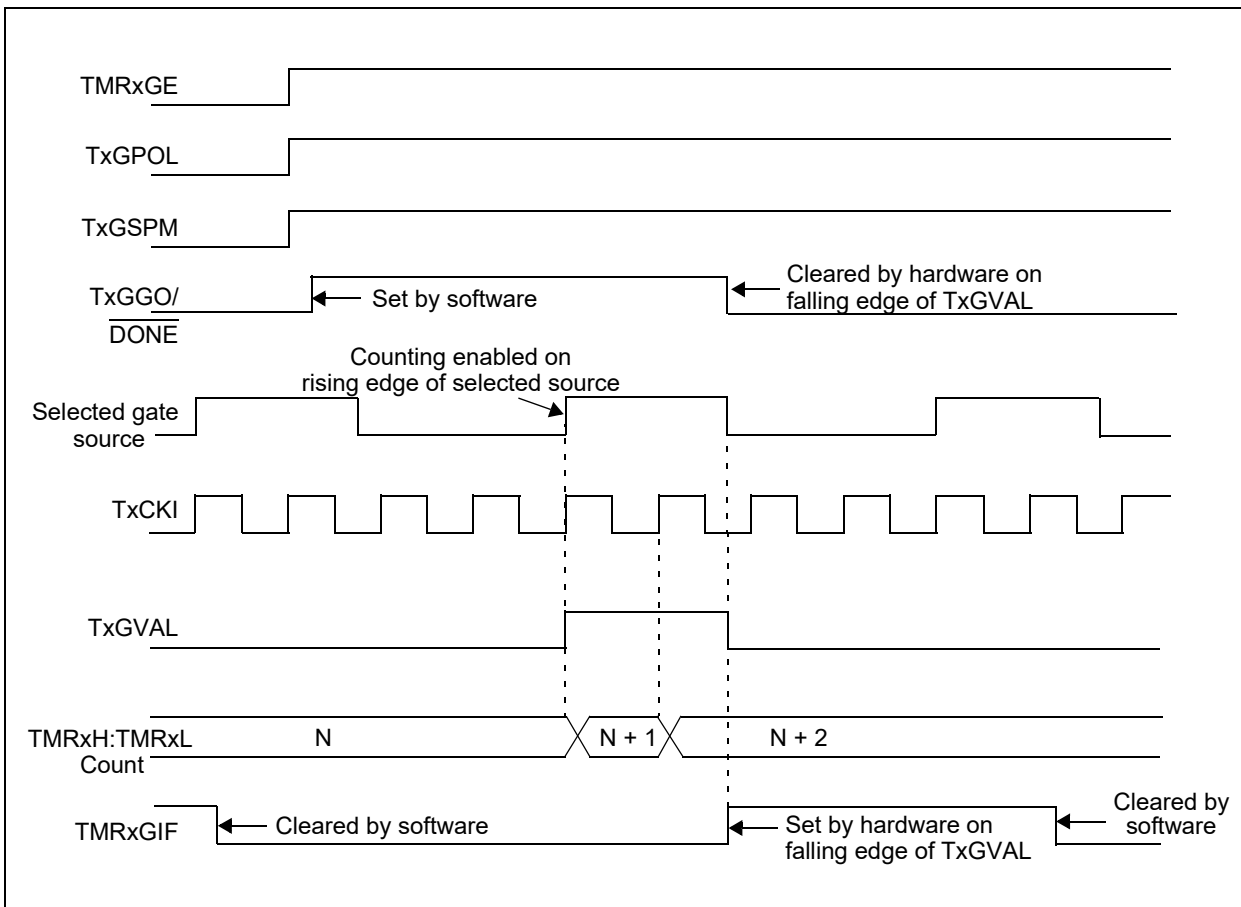 TMRxGE
TxGPOL
TxGSPM
TxGGO/
DONE
Set by software
Cleared by hardware on
falling edge of TxGVAL
Counting enabled on
rising edge of selected source
Selected gate
source
TxCKI
TxGVAL
TMRxH:TMRxL
Count
N
N + 1
N + 2
TMRxGIF
Cleared by software
Set by hardware on
falling edge of TxGVAL
Cleared by
software